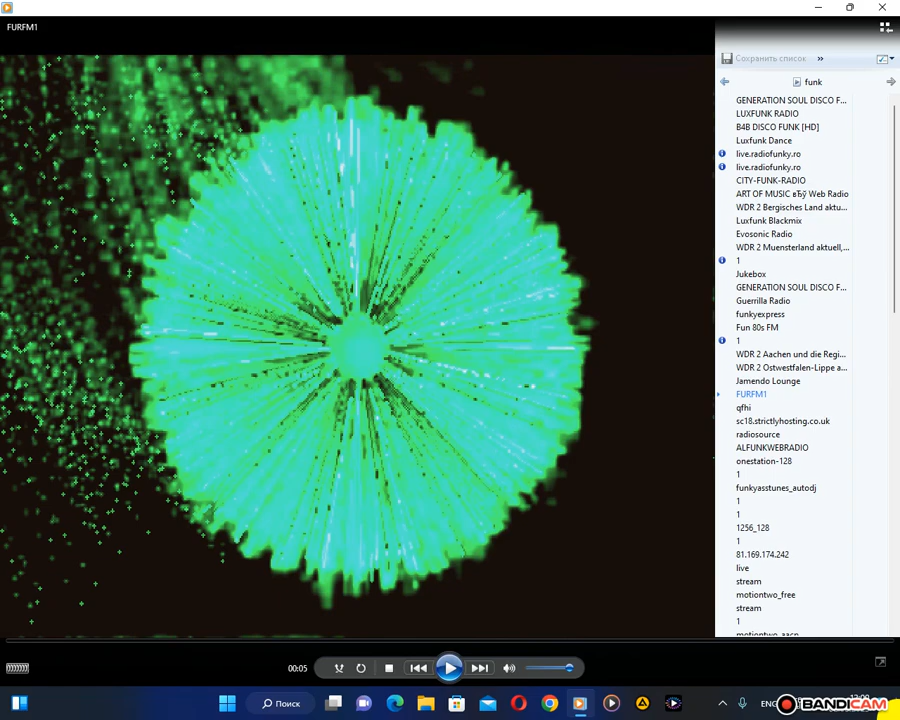 FURFM1
Сохранить список
»
funk
GENERATION SOUL DISCO F...
LUXFUNK RADIO
B4B DISCO FUNK [HD]
Luxfunk Dance
live.radiofunky.ro
live.radiofunky.ro
CITY-FUNK-RADIO
ART OF MUSIC вЂў Web Radio
WDR 2 Bergisches Land aktu...
Luxfunk Blackmix
Evosonic Radio
WDR 2 Muensterland aktuell,...
1
Jukebox
GENERATION SOUL DISCO F...
Guerrilla Radio
funkyexpress
Fun 80s FM
1
WDR 2 Aachen und die Regi...
WDR 2 Ostwestfalen-Lippe a...
Jamendo Lounge
FURFM1
qfhi
sc18.strictlyhosting.co.uk
radiosource
ALFUNKWEBRADIO
onestation-128
1
funkyasstunes_autodj
1
1
1256_128
1
81.169.174.242
live
stream
motiontwo_free
stream
1
motiontwo_aacp
00:05
Поиск
ENG
BANDICAM